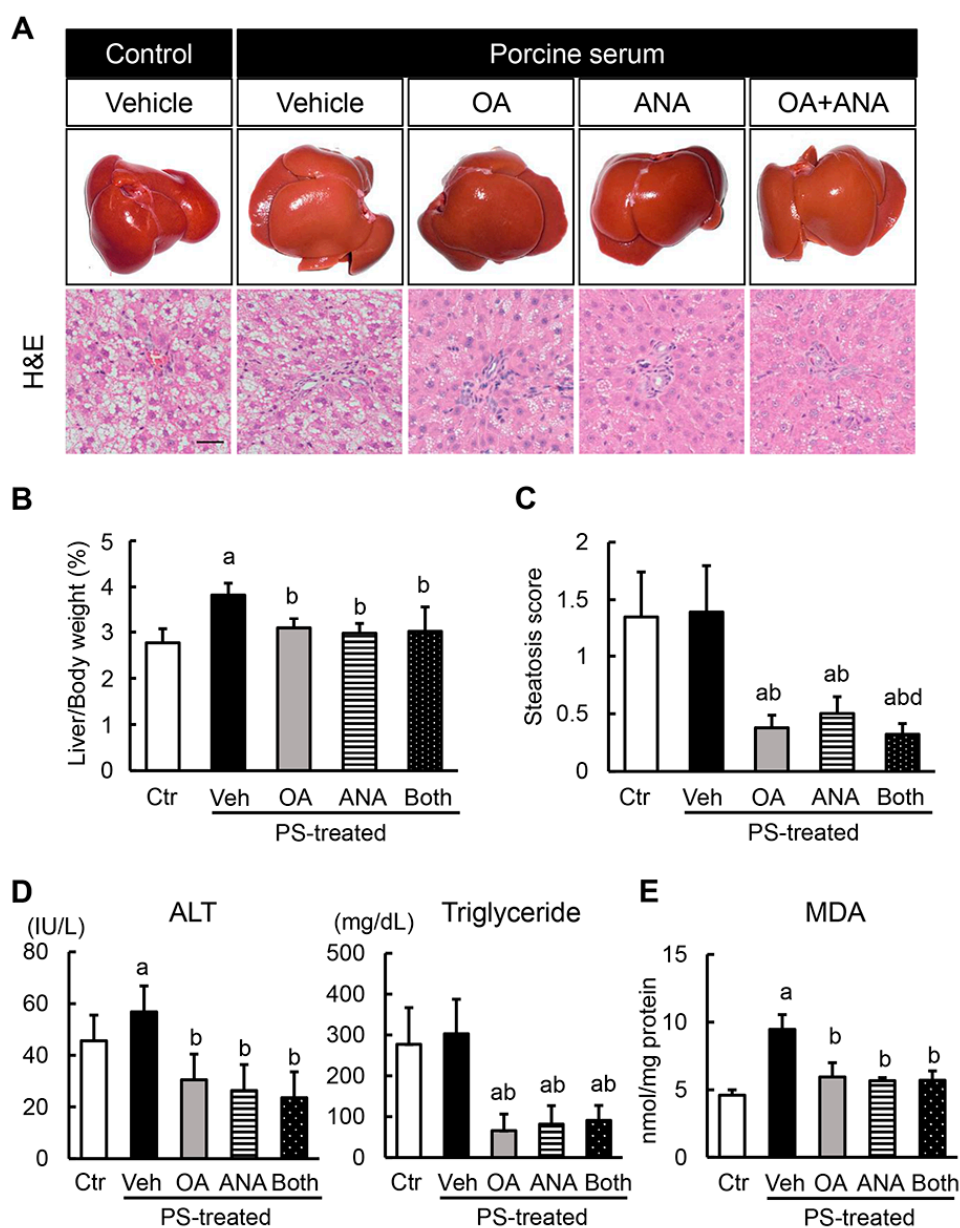 A
Control Porcine serum
Vehicle Vehicle OA ANA OA+ANA
H&E
B
Liver/Body weight (%)
5
4
3
2
1
0
a b b b
Ctr Veh OA ANA Both
PS-treated
C
Steatosis score
2
1.5
1
0.5
0
ab ab abd
Ctr Veh OA ANA Both
PS-treated
D
ALT
(IU/L)
80
60
40
20
0
a b b b
Ctr Veh OA ANA Both
PS-treated
Triglyceride
(mg/dL)
500
400
300
200
100
0
ab ab ab
Ctr Veh OA ANA Both
PS-treated
E
MDA
nmol/mg protein
15
10
5
0
a b b b
Ctr Veh OA ANA Both
PS-treated